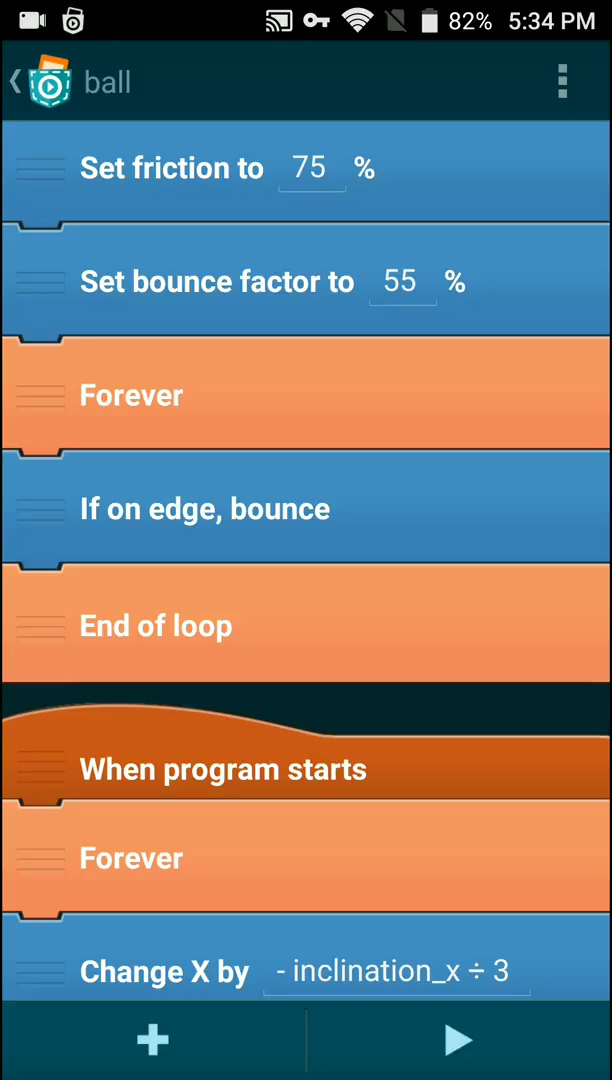 82% 5:34 PM
ball
Set friction to 75 %
Set bounce factor to 55 %
Forever
If on edge, bounce
End of loop
When program starts
Forever
Change X by - inclination_x ÷ 3